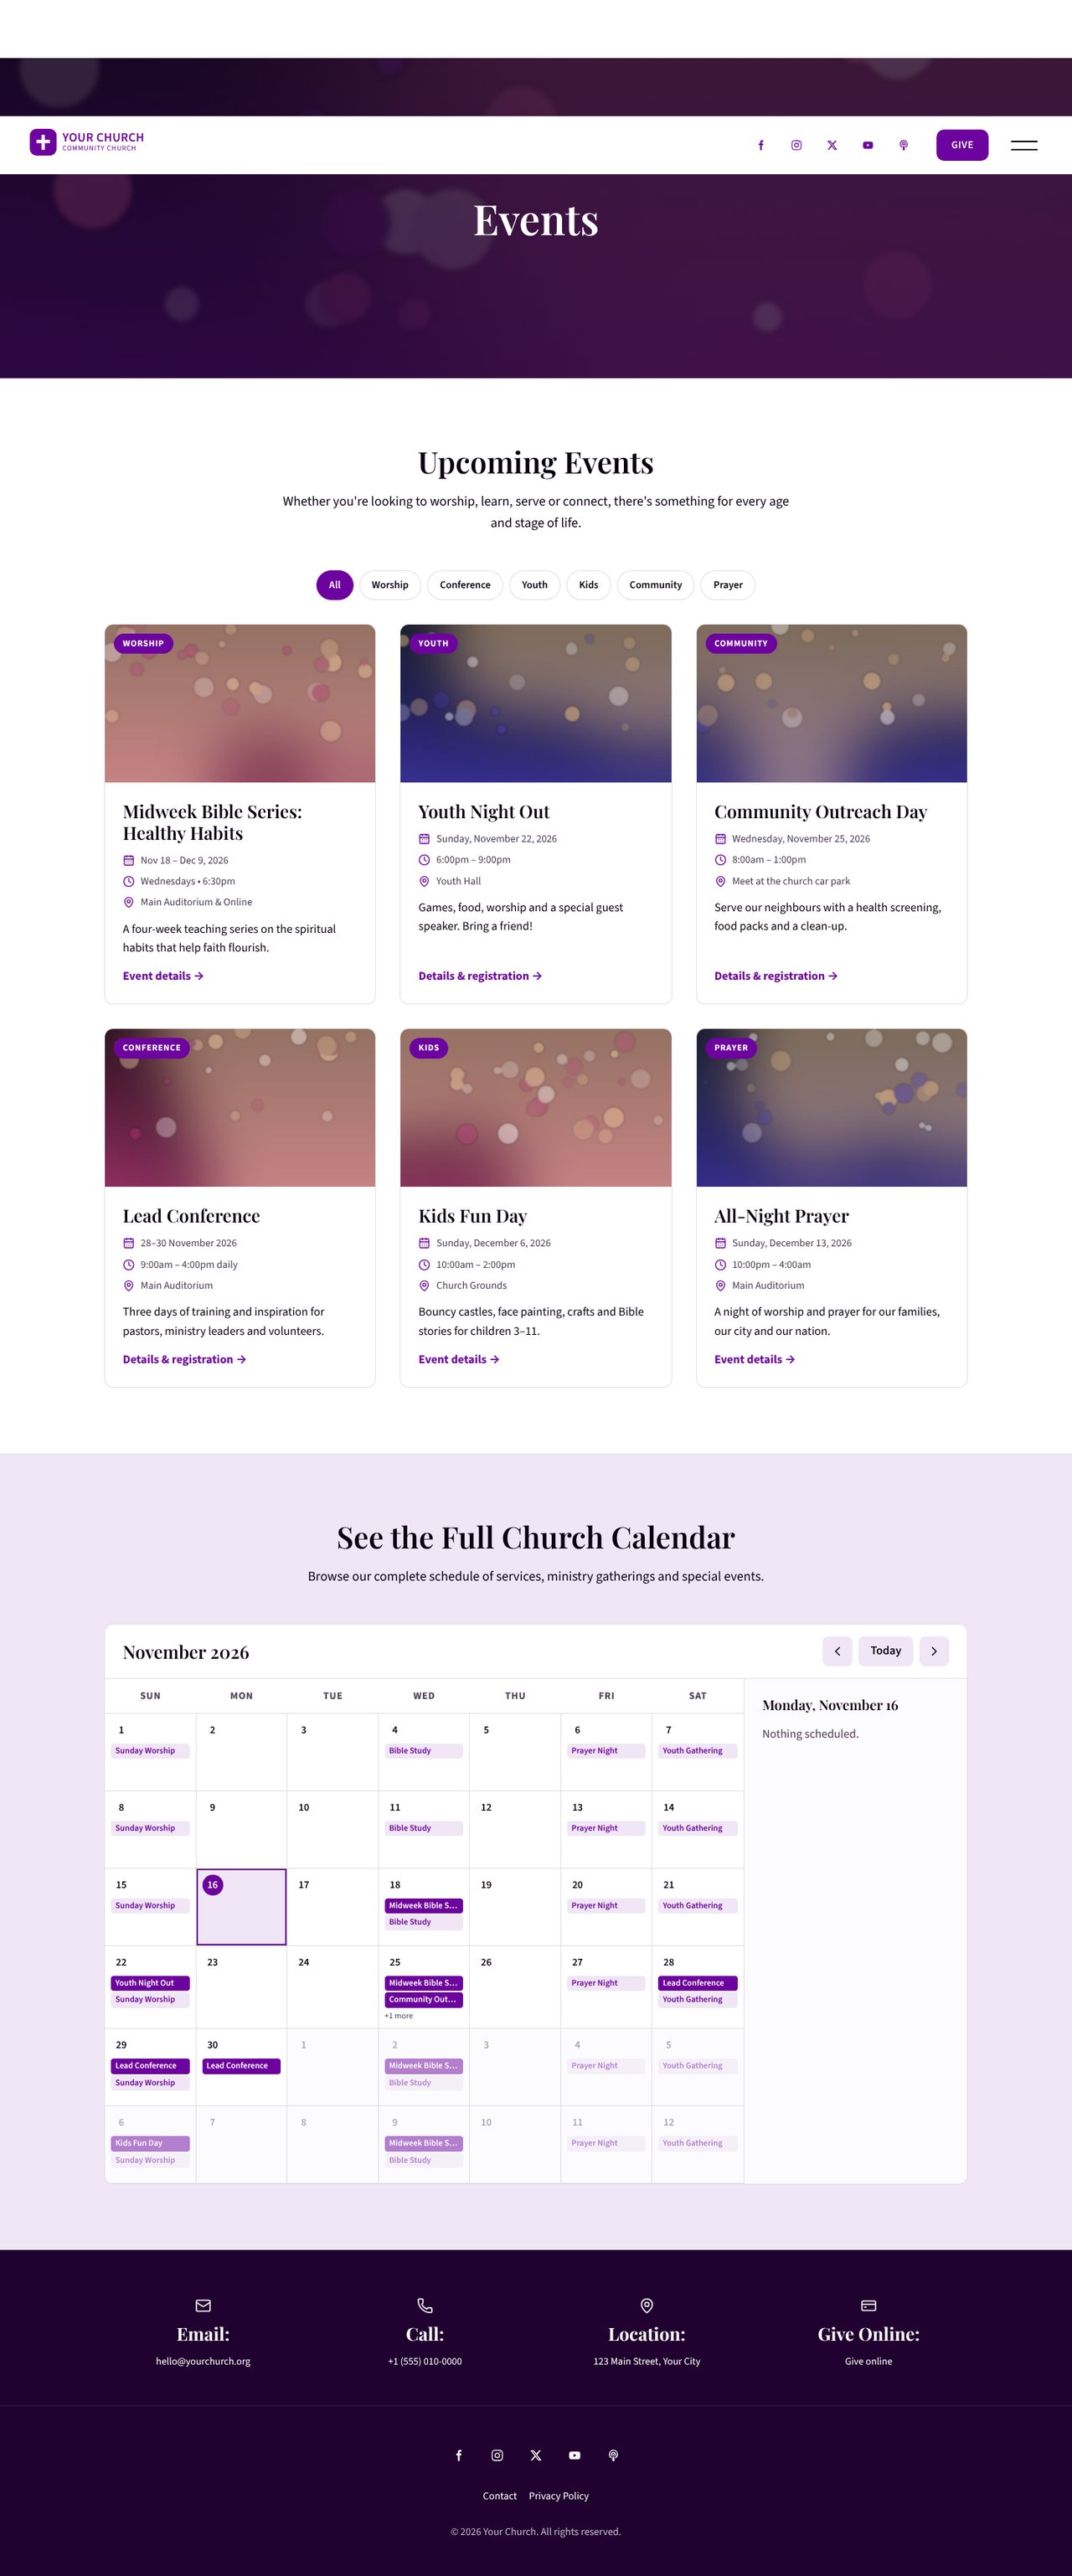 YOUR CHURCH
COMMUNITY CHURCH
GIVE
Events
Upcoming Events
Whether you're looking to worship, learn, serve or connect, there's something for every age
and stage of life.
All Worship Conference Youth Kids Community Prayer
WORSHIP
Midweek Bible Series:
Healthy Habits
Nov 18 – Dec 9, 2026
Wednesdays • 6:30pm
Main Auditorium & Online
A four-week teaching series on the spiritual
habits that help faith flourish.
Event details →
YOUTH
Youth Night Out
Sunday, November 22, 2026
6:00pm – 9:00pm
Youth Hall
Games, food, worship and a special guest
speaker. Bring a friend!
Details & registration →
COMMUNITY
Community Outreach Day
Wednesday, November 25, 2026
8:00am – 1:00pm
Meet at the church car park
Serve our neighbours with a health screening,
food packs and a clean-up.
Details & registration →
CONFERENCE
Lead Conference
28–30 November 2026
9:00am – 4:00pm daily
Main Auditorium
Three days of training and inspiration for
pastors, ministry leaders and volunteers.
Details & registration →
KIDS
Kids Fun Day
Sunday, December 6, 2026
10:00am – 2:00pm
Church Grounds
Bouncy castles, face painting, crafts and Bible
stories for children 3–11.
Event details →
PRAYER
All-Night Prayer
Sunday, December 13, 2026
10:00pm – 4:00am
Main Auditorium
A night of worship and prayer for our families,
our city and our nation.
Event details →
See the Full Church Calendar
Browse our complete schedule of services, ministry gatherings and special events.
November 2026
Today
SUN MON TUE WED THU FRI SAT
1 2 3 4 5 6 7
Sunday Worship Bible Study Prayer Night Youth Gathering
8 9 10 11 12 13 14
Sunday Worship Bible Study Prayer Night Youth Gathering
15 16 17 18 19 20 21
Sunday Worship Midweek Bible S... Prayer Night Youth Gathering
Bible Study
22 23 24 25 26 27 28
Youth Night Out Midweek Bible S... Prayer Night Lead Conference
Sunday Worship Community Out... Youth Gathering
+1 more
29 30 1 2 3 4 5
Lead Conference Lead Conference Midweek Bible S... Prayer Night Youth Gathering
Sunday Worship Bible Study
6 7 8 9 10 11 12
Kids Fun Day Midweek Bible S... Prayer Night Youth Gathering
Sunday Worship Bible Study
Monday, November 16
Nothing scheduled.
Email:
hello@yourchurch.org
Call:
+1 (555) 010-0000
Location:
123 Main Street, Your City
Give Online:
Give online
Contact Privacy Policy
© 2026 Your Church. All rights reserved.